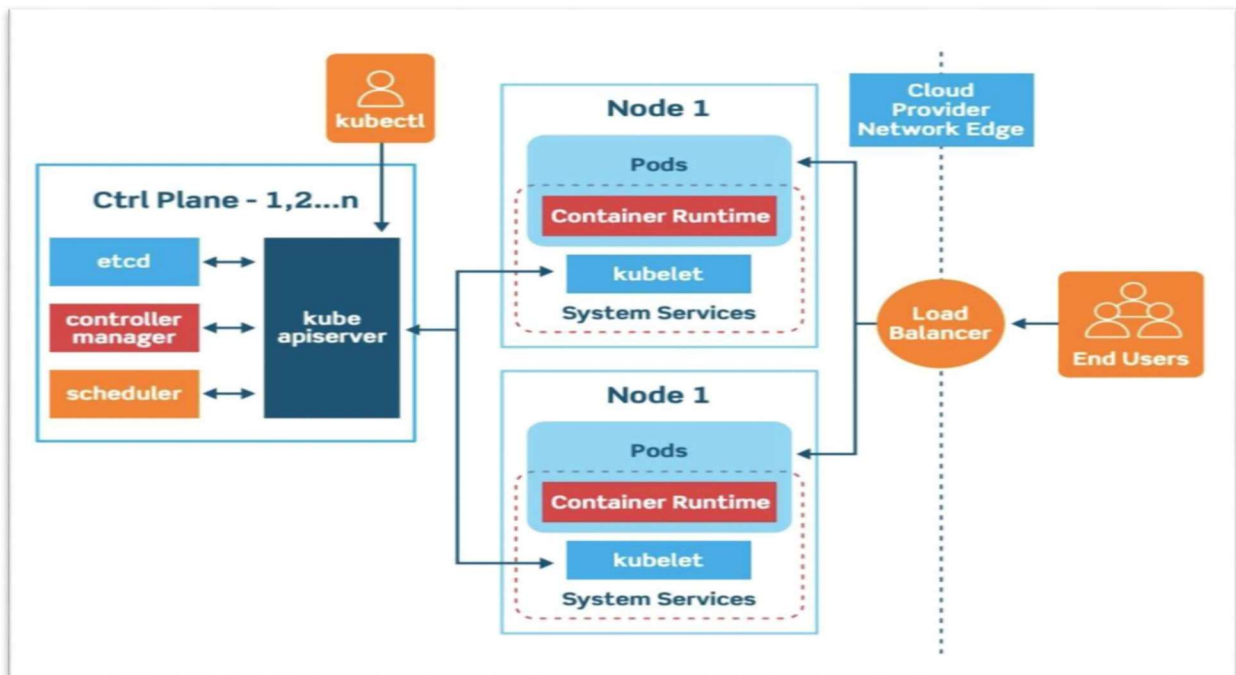 kubectl
Ctrl Plane - 1,2...n
etcd
controller
manager
scheduler
kube
apiserver
Node 1
Pods
Container Runtime
kubelet
System Services
Node 1
Pods
Container Runtime
kubelet
System Services
Cloud
Provider
Network Edge
Load
Balancer
End Users